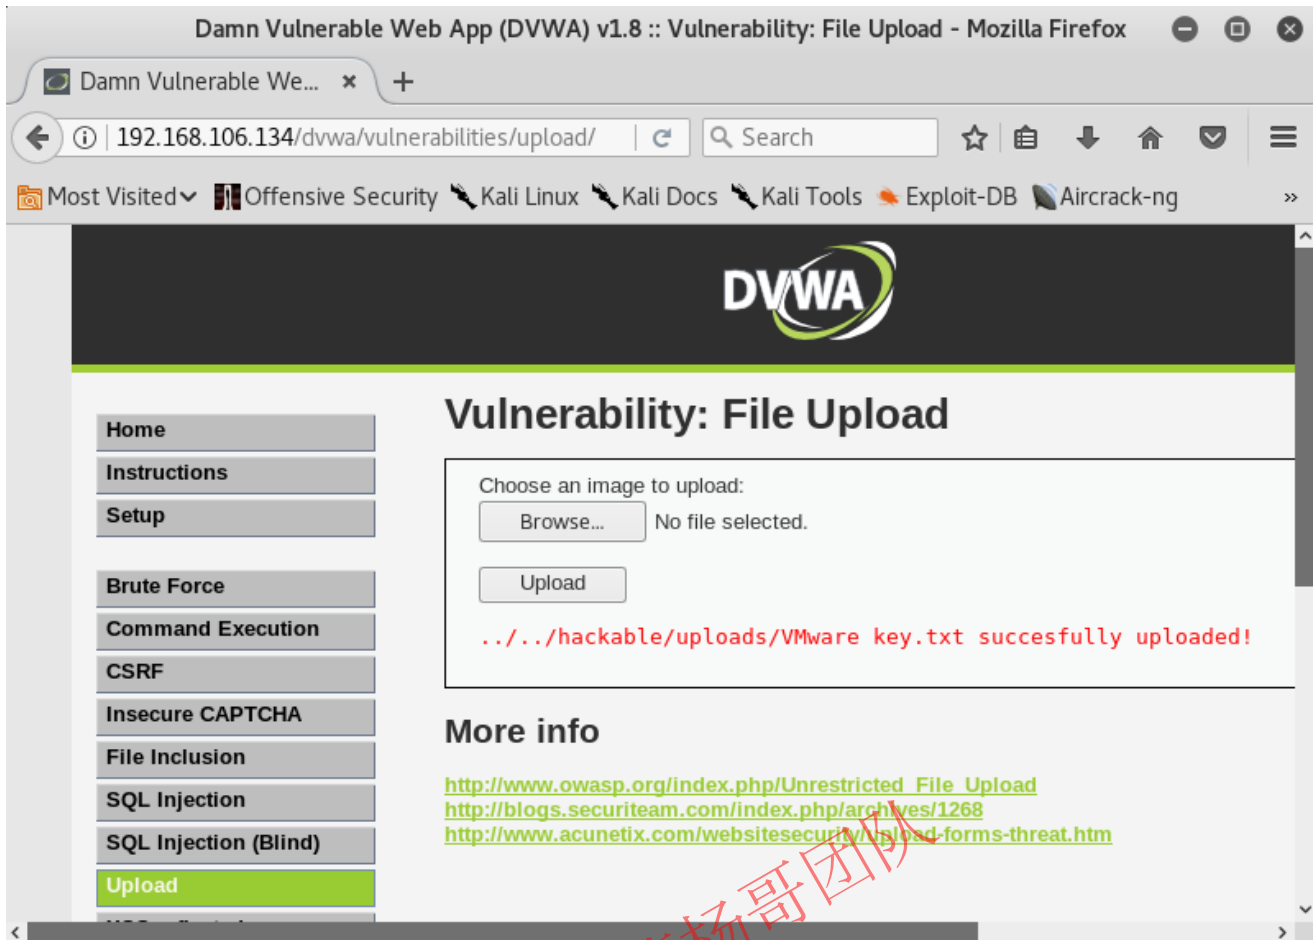 Damn Vulnerable Web App (DVWA) v1.8 :: Vulnerability: File Upload - Mozilla Firefox
Damn Vulnerable We...
192.168.106.134/dvwa/vulnerabilities/upload/
Search
Most Visited
Offensive Security
Kali Linux
Kali Docs
Kali Tools
Exploit-DB
Aircrack-ng
»
DVWA
Home
Instructions
Setup
Brute Force
Command Execution
CSRF
Insecure CAPTCHA
File Inclusion
SQL Injection
SQL Injection (Blind)
Upload
Vulnerability: File Upload
Choose an image to upload:
Browse... No file selected.
Upload
../../hackable/uploads/VMware key.txt succesfully uploaded!
More info
http://www.owasp.org/index.php/Unrestricted_File_Upload
http://blogs.securiteam.com/index.php/archives/1268
http://www.acunetix.com/websitesecurity/upload-forms-threat.htm
杨哥团队